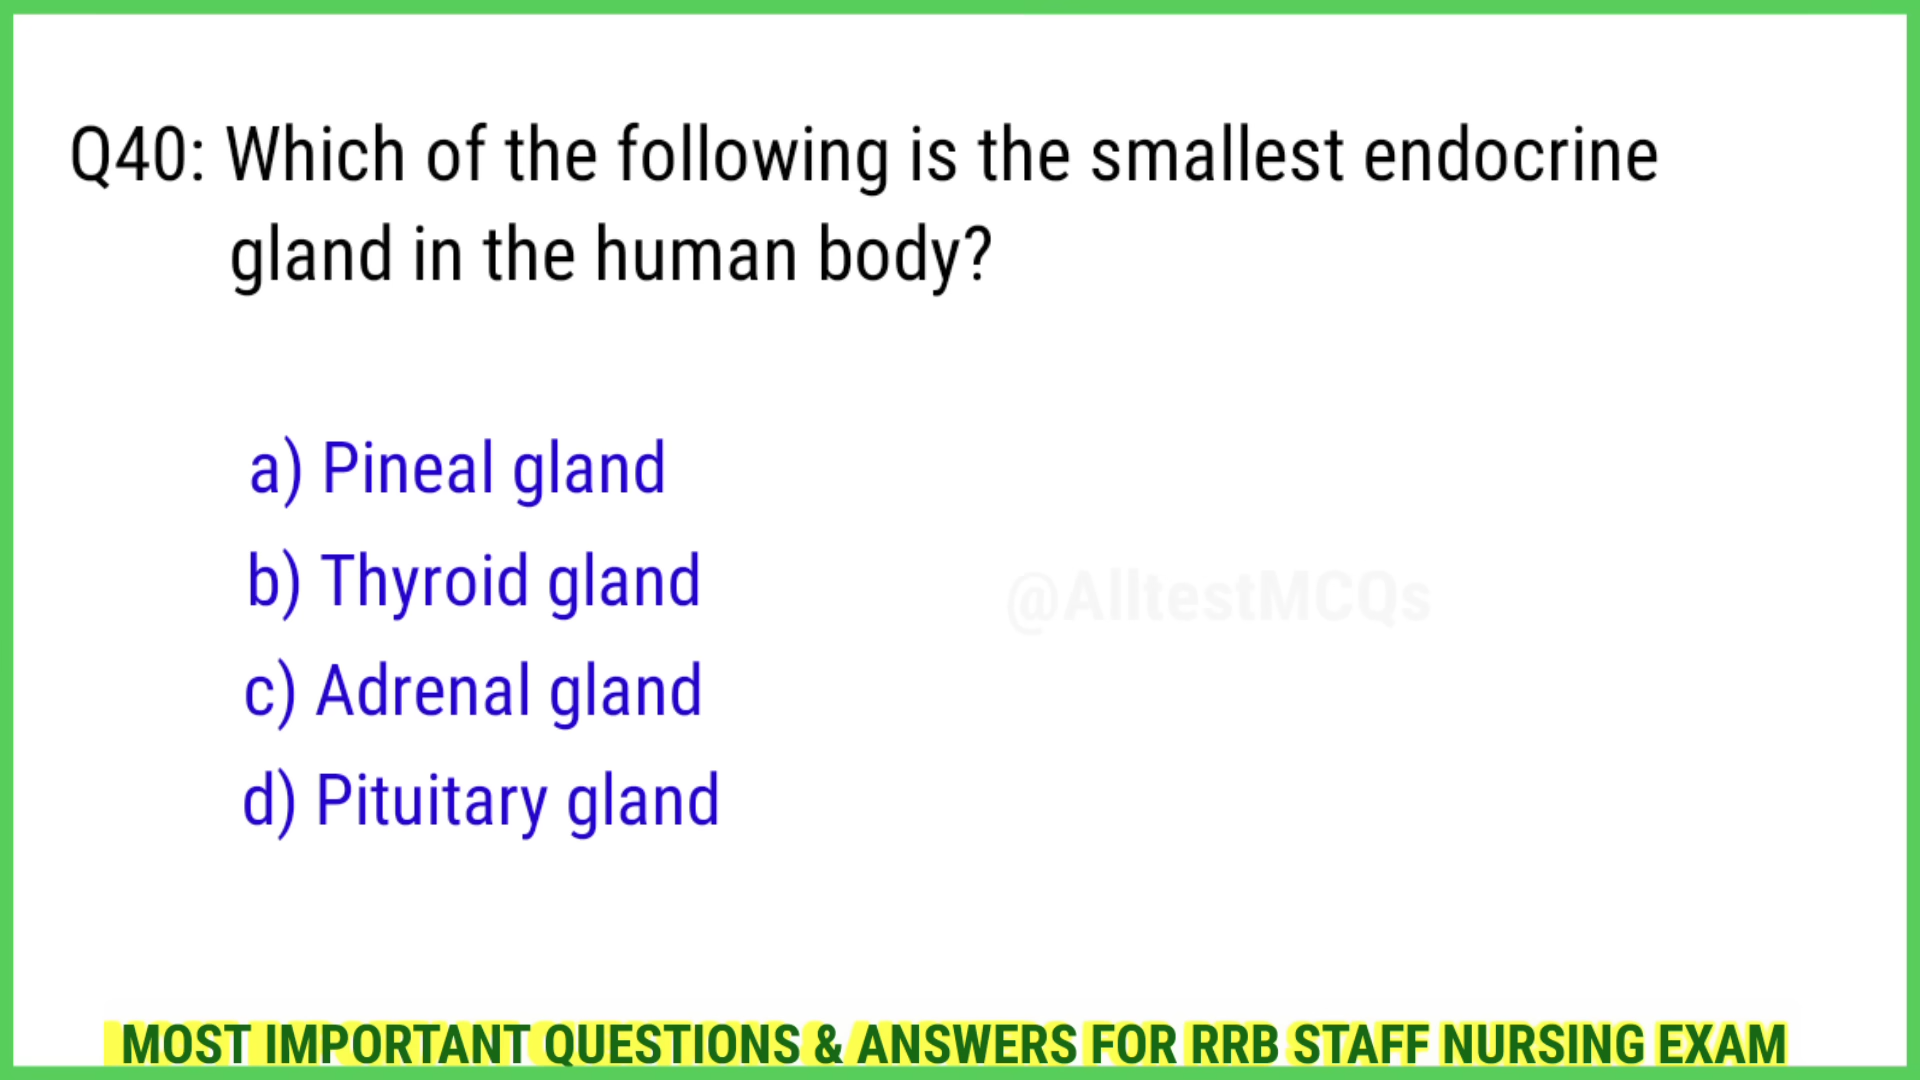 Q40: Which of the following is the smallest endocrine
gland in the human body?
a) Pineal gland
b) Thyroid gland
@AlltestMCQs
c) Adrenal gland
d) Pituitary gland
MOST IMPORTANT QUESTIONS & ANSWERS FOR RRB STAFF NURSING EXAM